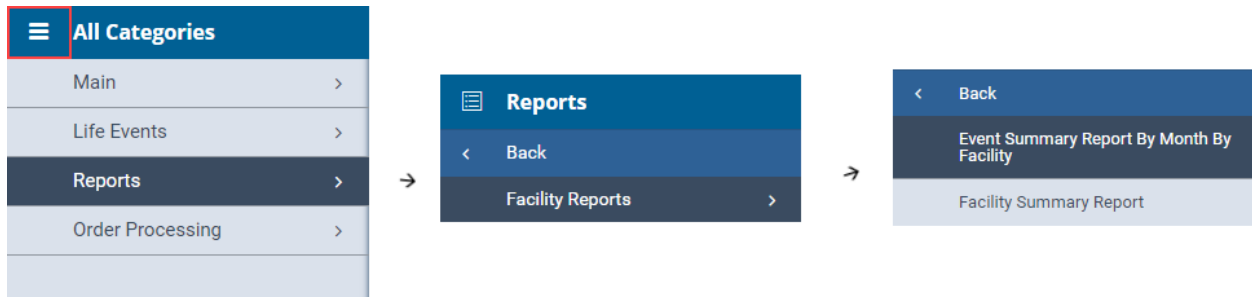 All Categories
Main
Life Events
Reports
Order Processing
Reports
Back
Facility Reports
Back
Event Summary Report By Month By
Facility
Facility Summary Report